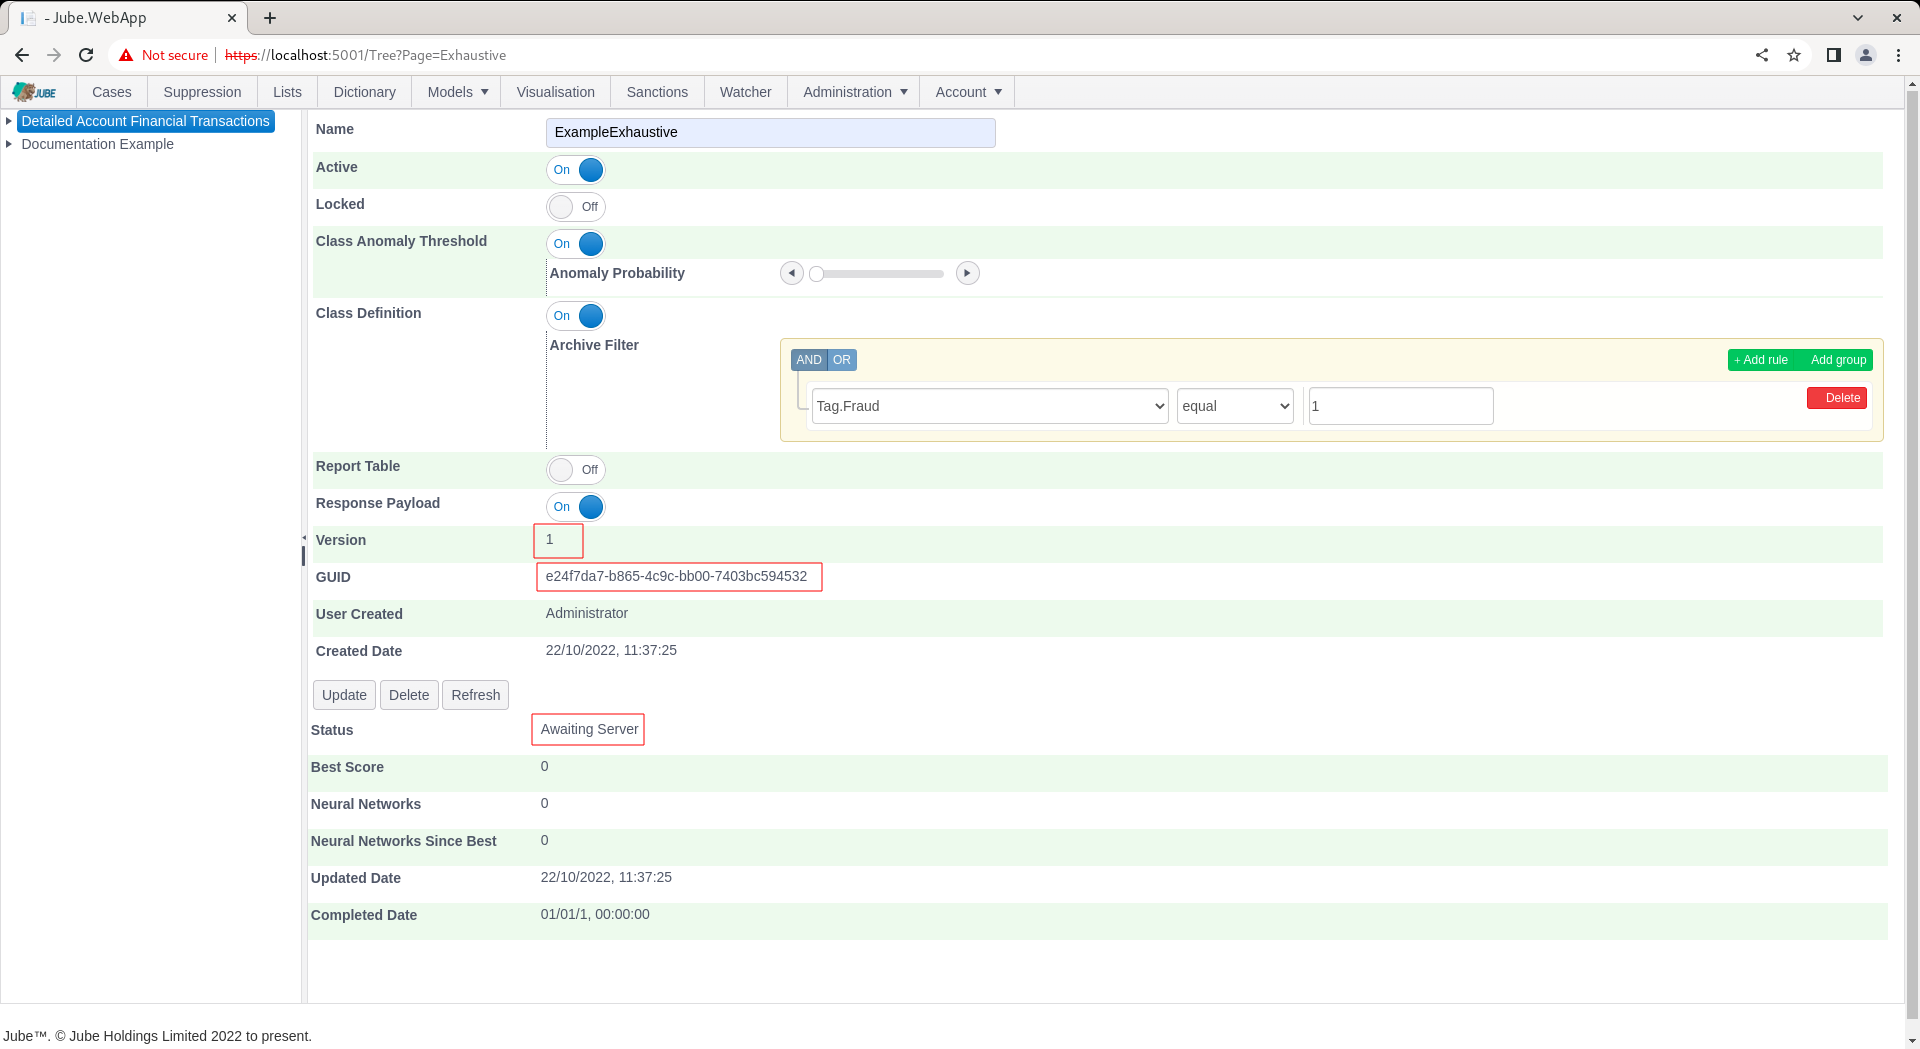 - Jube.WebApp
Not secure https://localhost:5001/Tree?Page=Exhaustive
JUBE Cases Suppression Lists Dictionary Models Visualisation Sanctions Watcher Administration Account
Detailed Account Financial Transactions
Documentation Example
Name ExampleExhaustive
Active On
Locked Off
Class Anomaly Threshold On
Anomaly Probability
Class Definition On
Archive Filter
AND OR + Add rule Add group
Tag.Fraud equal 1 Delete
Report Table Off
Response Payload On
Version 1
GUID e24f7da7-b865-4c9c-bb00-7403bc594532
User Created Administrator
Created Date 22/10/2022, 11:37:25
Update Delete Refresh
Status Awaiting Server
Best Score 0
Neural Networks 0
Neural Networks Since Best 0
Updated Date 22/10/2022, 11:37:25
Completed Date 01/01/1, 00:00:00
Jube™. © Jube Holdings Limited 2022 to present.